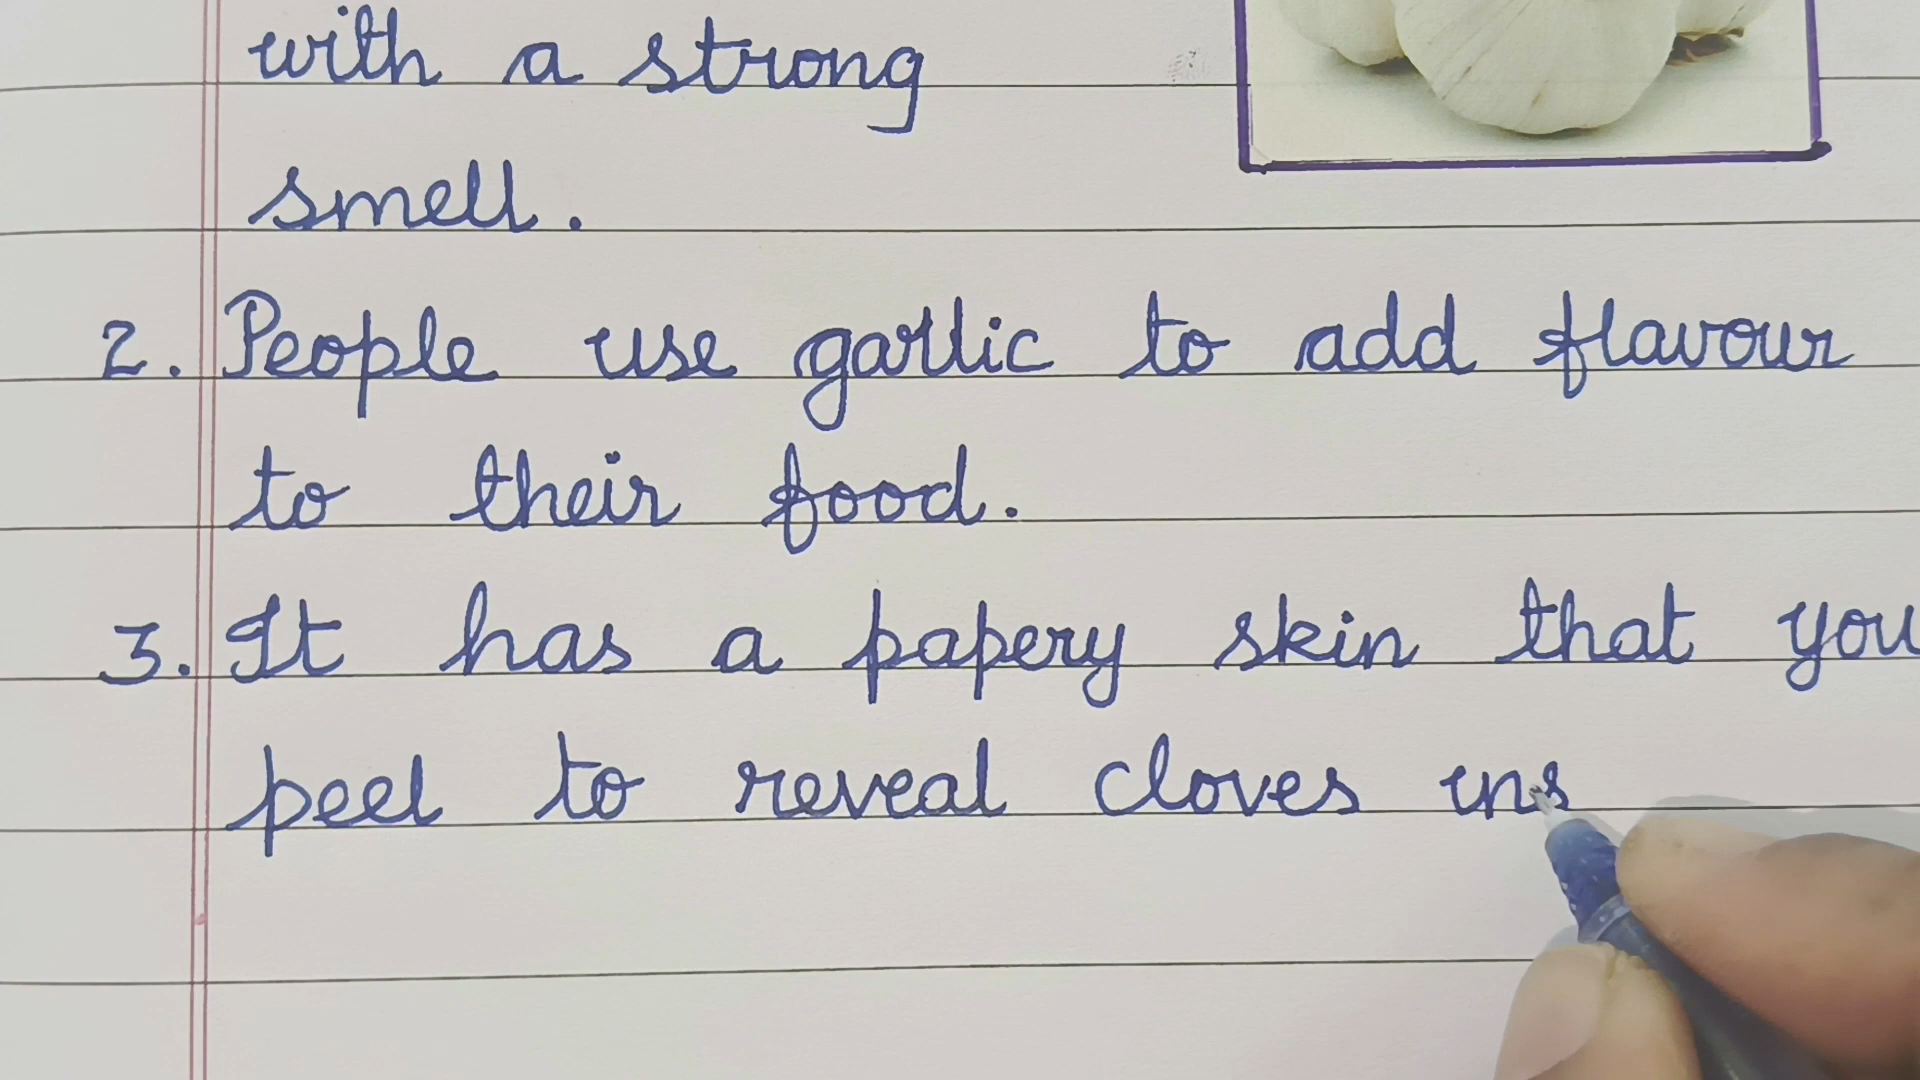 with a strong
smell.
2. People use garlic to add flavour
to their food.
3. It has a papery skin that you
peel to reveal cloves ins